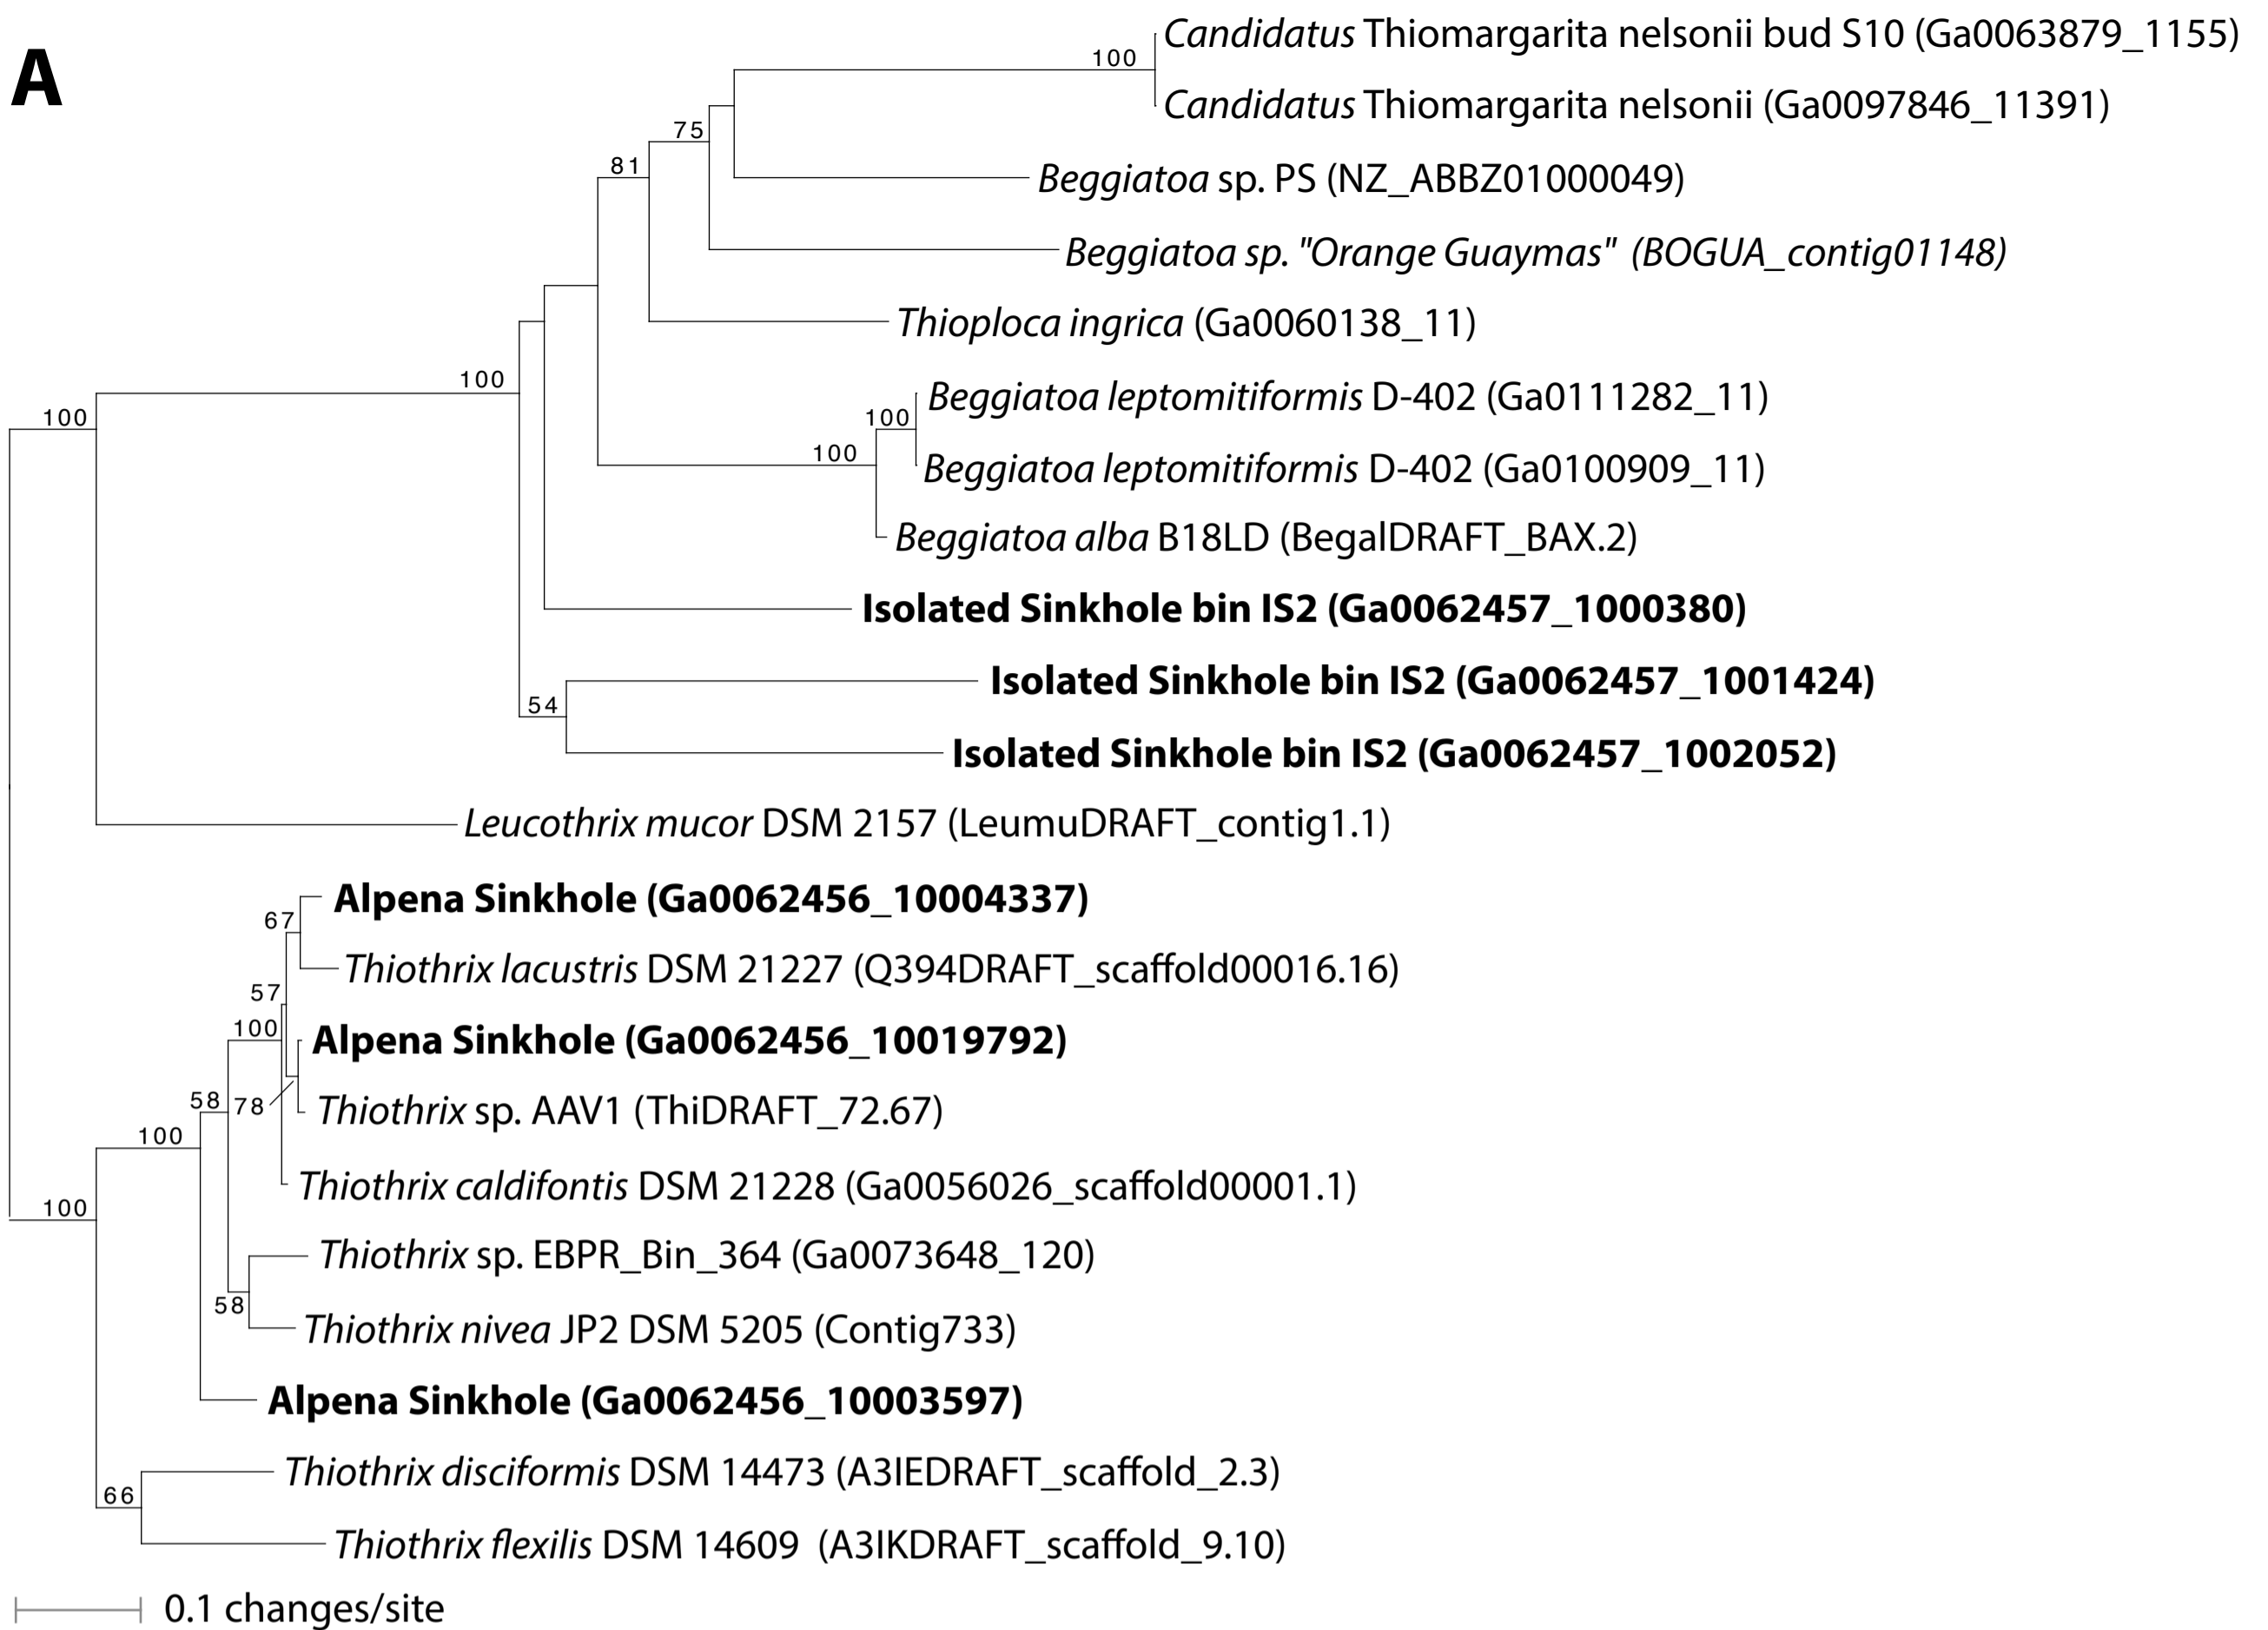 A
Candidatus Thiomargarita nelsonii bud S10 (Ga0063879_1155)
100
Candidatus Thiomargarita nelsonii (Ga0097846_11391)
75
81
Beggiatoa sp. PS (NZ_ABBZ01000049)
Beggiatoa sp. "Orange Guaymas" (BOGUA_contig01148)
Thioploca ingrica (Ga0060138_11)
100
Beggiatoa leptomitiformis D-402 (Ga0111282_11)
100
100
100
Beggiatoa leptomitiformis D-402 (Ga0100909_11)
Beggiatoa alba B18LD (BegalDRAFT_BAX.2)
Isolated Sinkhole bin IS2 (Ga0062457_1000380)
Isolated Sinkhole bin IS2 (Ga0062457_1001424)
54
Isolated Sinkhole bin IS2 (Ga0062457_1002052)
Leucothrix mucor DSM 2157 (LeumuDRAFT_contig1.1)
Alpena Sinkhole (Ga0062456_10004337)
67
Thiothrix lacustris DSM 21227 (Q394DRAFT_scaffold00016.16)
57
100
Alpena Sinkhole (Ga0062456_10019792)
58
78
Thiothrix sp. AAV1 (ThiDRAFT_72.67)
100
Thiothrix caldifontis DSM 21228 (Ga0056026_scaffold00001.1)
100
Thiothrix sp. EBPR_Bin_364 (Ga0073648_120)
58
Thiothrix nivea JP2 DSM 5205 (Contig733)
Alpena Sinkhole (Ga0062456_10003597)
Thiothrix disciformis DSM 14473 (A3IEDRAFT_scaffold_2.3)
66
Thiothrix flexilis DSM 14609 (A3IKDRAFT_scaffold_9.10)
0.1 changes/site